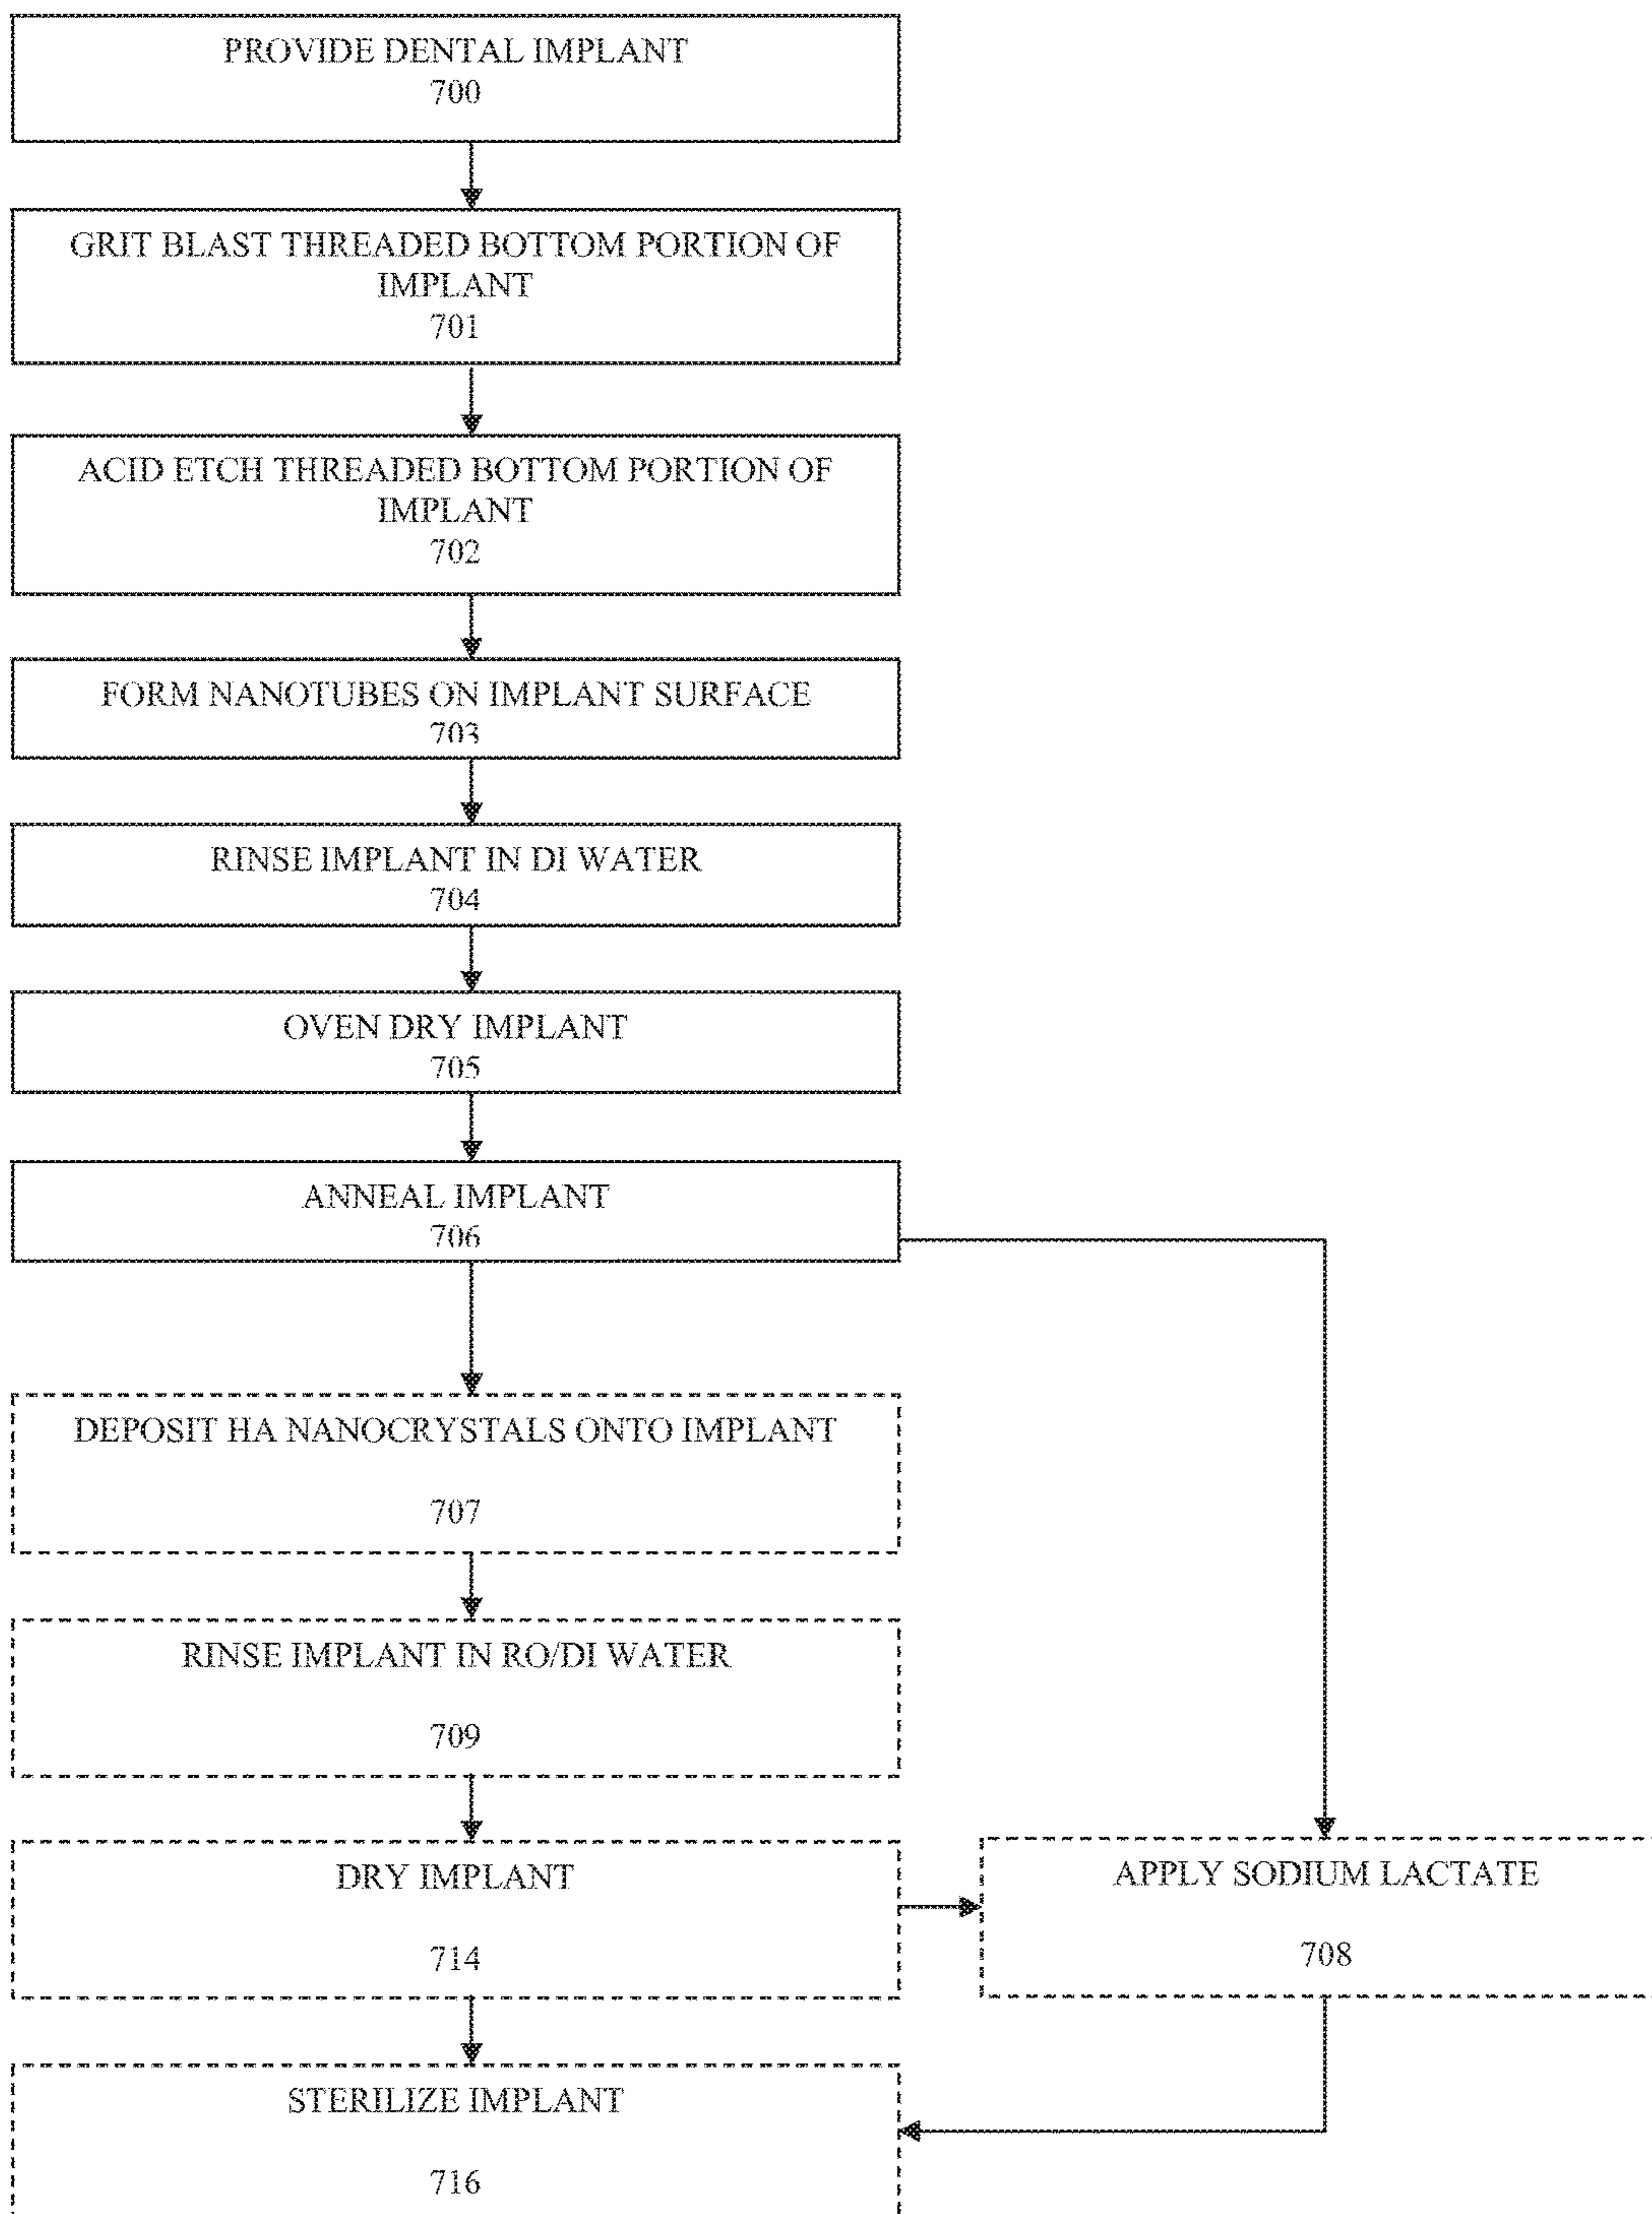 PROVIDE DENTAL IMPLANT
700
GRIT BLAST THREADED BOTTOM PORTION OF
IMPLANT
701
ACID ETCH THREADED BOTTOM PORTION OF
IMPLANT
702
FORM NANOTUBES ON IMPLANT SURFACE
703
RINSE IMPLANT IN DI WATER
704
OVEN DRY IMPLANT
705
ANNEAL IMPLANT
706
DEPOSIT HA NANOCRYSTALS ONTO IMPLANT
707
RINSE IMPLANT IN RO/DI WATER
709
DRY IMPLANT
714
APPLY SODIUM LACTATE
708
STERILIZE IMPLANT
716